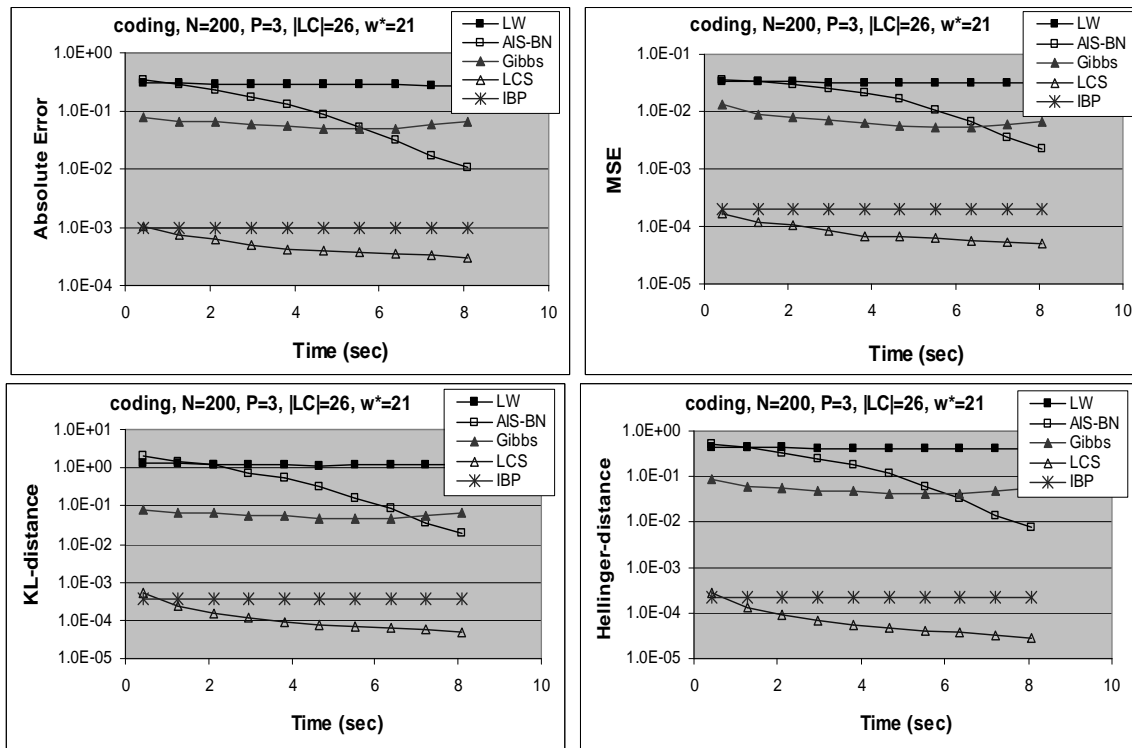 coding, N=200, P=3, |LC|=26, w*=21
LW
AIS-BN
Gibbs
LCS
IBP
1.0E+00
1.0E-01
1.0E-02
1.0E-03
1.0E-04
Absolute Error
0 2 4 6 8 10
Time (sec)
coding, N=200, P=3, |LC|=26, w*=21
LW
AIS-BN
Gibbs
LCS
IBP
1.0E-01
1.0E-02
1.0E-03
1.0E-04
1.0E-05
MSE
0 2 4 6 8 10
Time (sec)
coding, N=200, P=3, |LC|=26, w*=21
LW
AIS-BN
Gibbs
LCS
IBP
1.0E+01
1.0E+00
1.0E-01
1.0E-02
1.0E-03
1.0E-04
1.0E-05
KL-distance
0 2 4 6 8 10
Time (sec)
coding, N=200, P=3, |LC|=26, w*=21
LW
AIS-BN
Gibbs
LCS
IBP
1.0E+00
1.0E-01
1.0E-02
1.0E-03
1.0E-04
1.0E-05
Hellinger-distance
0 2 4 6 8 10
Time (sec)